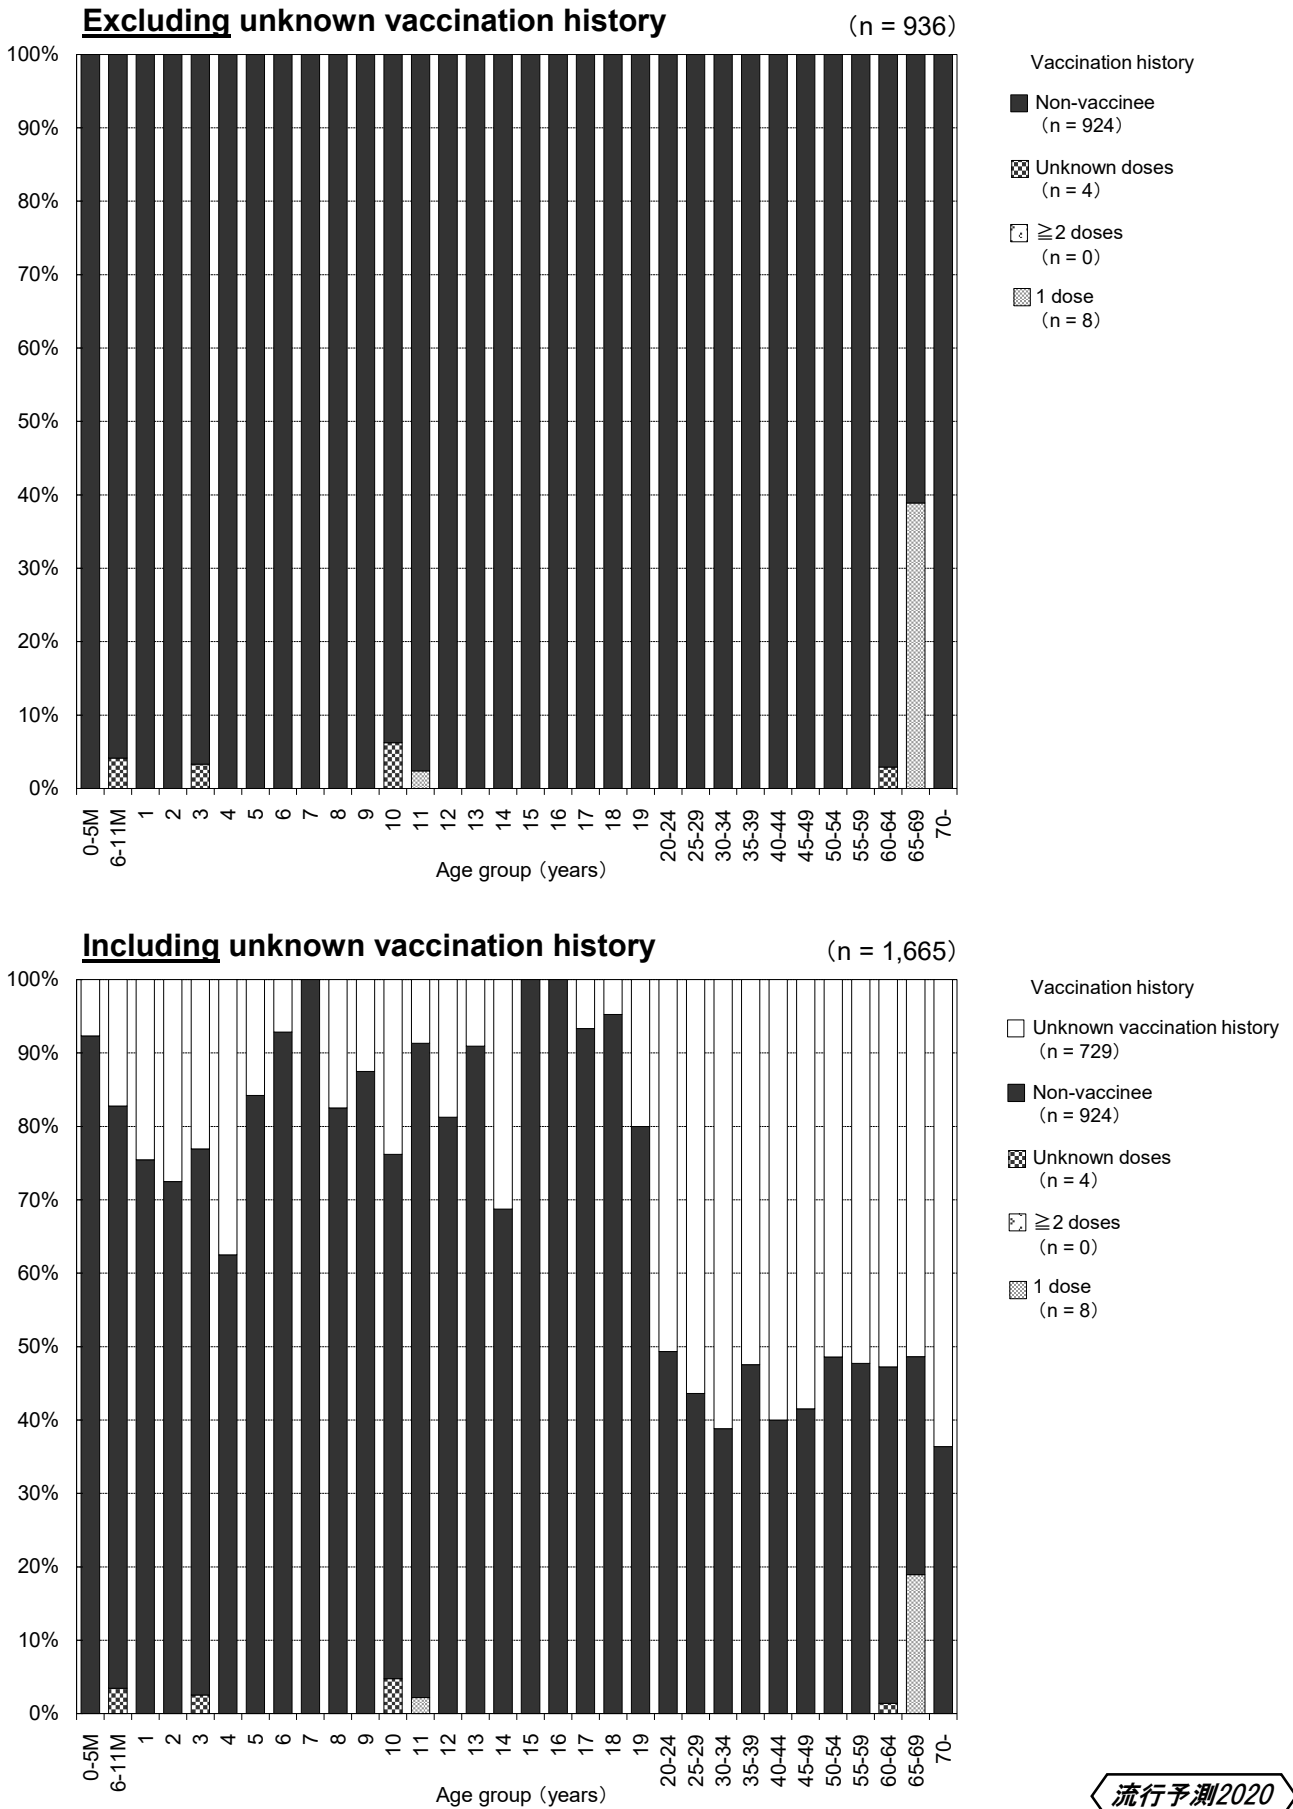 Excluding unknown vaccination history
（n = 936）
100%
90%
80%
70%
60%
50%
40%
30%
20%
10%
0%
0-5M
6-11M
1
2
3
4
5
6
7
8
9
10
11
12
13
14
15
16
17
18
19
20-24
25-29
30-34
35-39
40-44
45-49
50-54
55-59
60-64
65-69
70-
Age group（years）
Vaccination history
Non-vaccinee
（n = 924）
Unknown doses
（n = 4）
≧2 doses
（n = 0）
1 dose
（n = 8）
Including unknown vaccination history
（n = 1,665）
100%
90%
80%
70%
60%
50%
40%
30%
20%
10%
0%
0-5M
6-11M
1
2
3
4
5
6
7
8
9
10
11
12
13
14
15
16
17
18
19
20-24
25-29
30-34
35-39
40-44
45-49
50-54
55-59
60-64
65-69
70-
Age group（years）
Vaccination history
Unknown vaccination history
（n = 729）
Non-vaccinee
（n = 924）
Unknown doses
（n = 4）
≧2 doses
（n = 0）
1 dose
（n = 8）
流行予測2020